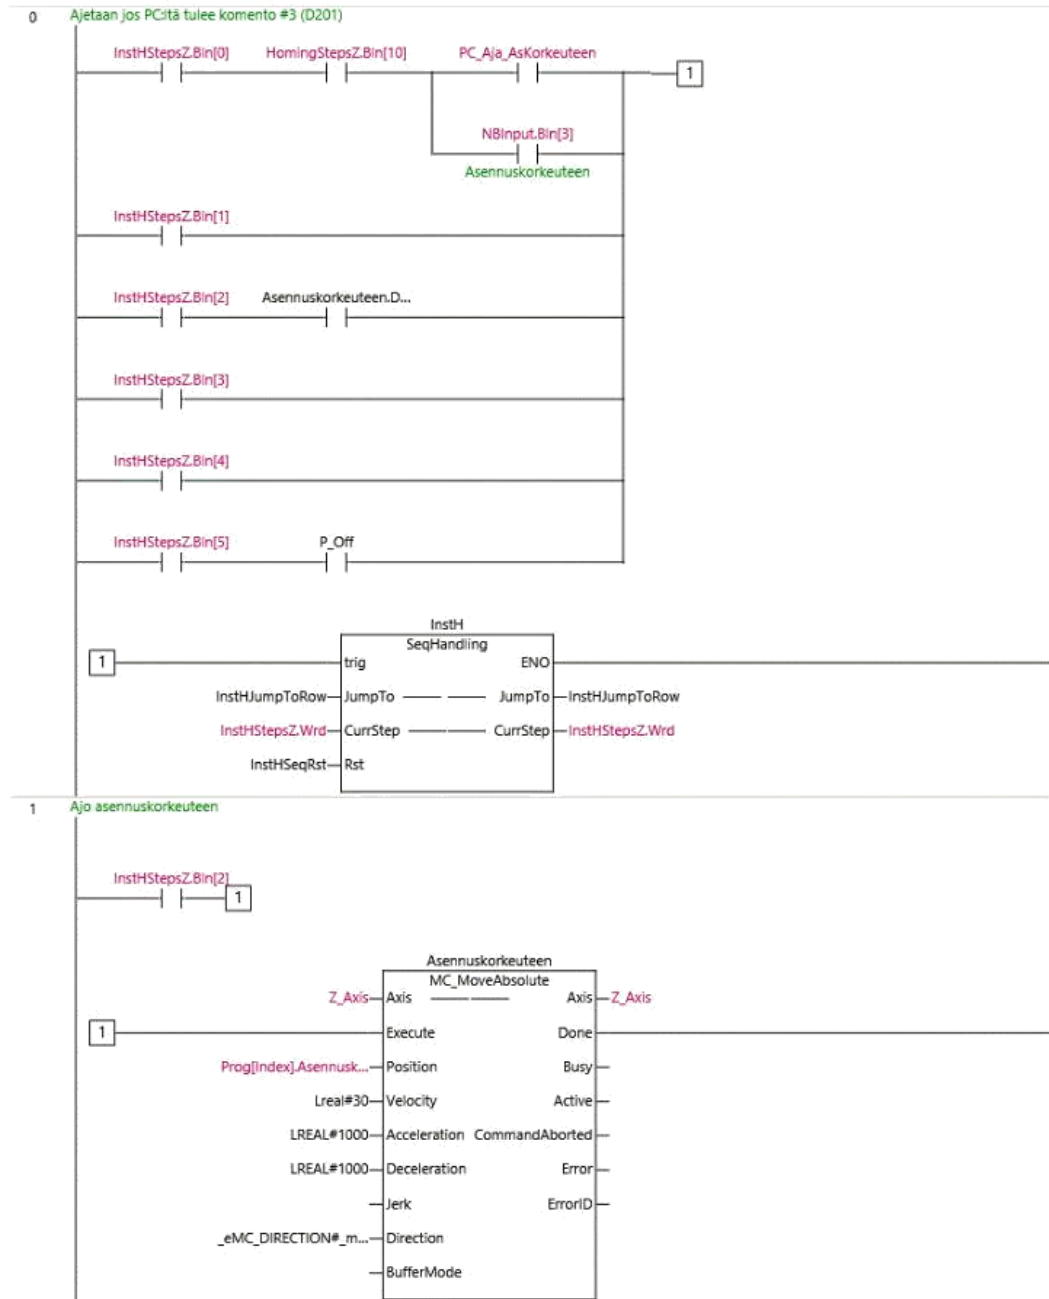 0 Ajetaan jos PC:ltä tulee komento #3 (D201)
InstHStepsZ.Bin[0] HomingStepsZ.Bin[10] PC_Aja_AsKorkeuteen
1
NBInput.Bin[3]
Asennuskorkeuteen
InstHStepsZ.Bin[1]
InstHStepsZ.Bin[2] Asennuskorkeuteen.D...
InstHStepsZ.Bin[3]
InstHStepsZ.Bin[4]
InstHStepsZ.Bin[5] P_Off
InstH
SeqHandling
1 trig ENO
InstHJumpToRow JumpTo JumpTo InstHJumpToRow
InstHStepsZ.Wrd CurrStep CurrStep InstHStepsZ.Wrd
InstHSeqRst Rst
1 Ajo asennuskorkeuteen
InstHStepsZ.Bin[2]
1
Asennuskorkeuteen
MC_MoveAbsolute
Z_Axis Axis Axis Z_Axis
1 Execute Done
Prog[Index].Asennusk... Position Busy
Lreal#30 Velocity Active
LREAL#1000 Acceleration CommandAborted
LREAL#1000 Deceleration Error
Jerk ErrorID
_eMC_DIRECTION#_m... Direction
BufferMode